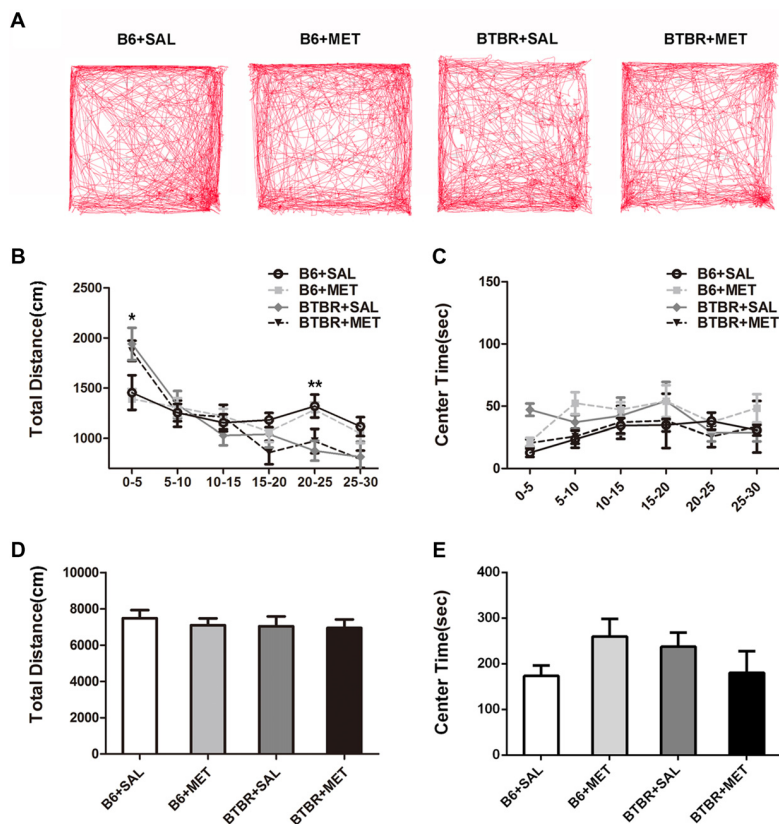 A
B6+SAL
B6+MET
BTBR+SAL
BTBR+MET
B
Total Distance(cm)
2500
2000
1500
1000
*
**
B6+SAL
B6+MET
BTBR+SAL
BTBR+MET
0-5
5-10
10-15
15-20
20-25
25-30
C
Center Time(sec)
150
100
50
0
B6+SAL
B6+MET
BTBR+SAL
BTBR+MET
0-5
5-10
10-15
15-20
20-25
25-30
D
Total Distance(cm)
10000
8000
6000
4000
2000
0
B6+SAL
B6+MET
BTBR+SAL
BTBR+MET
E
Center Time(sec)
400
300
200
100
0
B6+SAL
B6+MET
BTBR+SAL
BTBR+MET